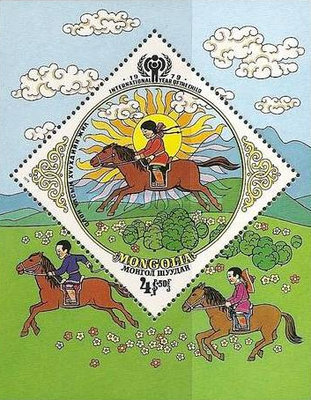 1979
INTERNATIONAL YEAR OF THE CHILD
MONGOLIA
МОНГОЛ ШУУДАН
4₮+50